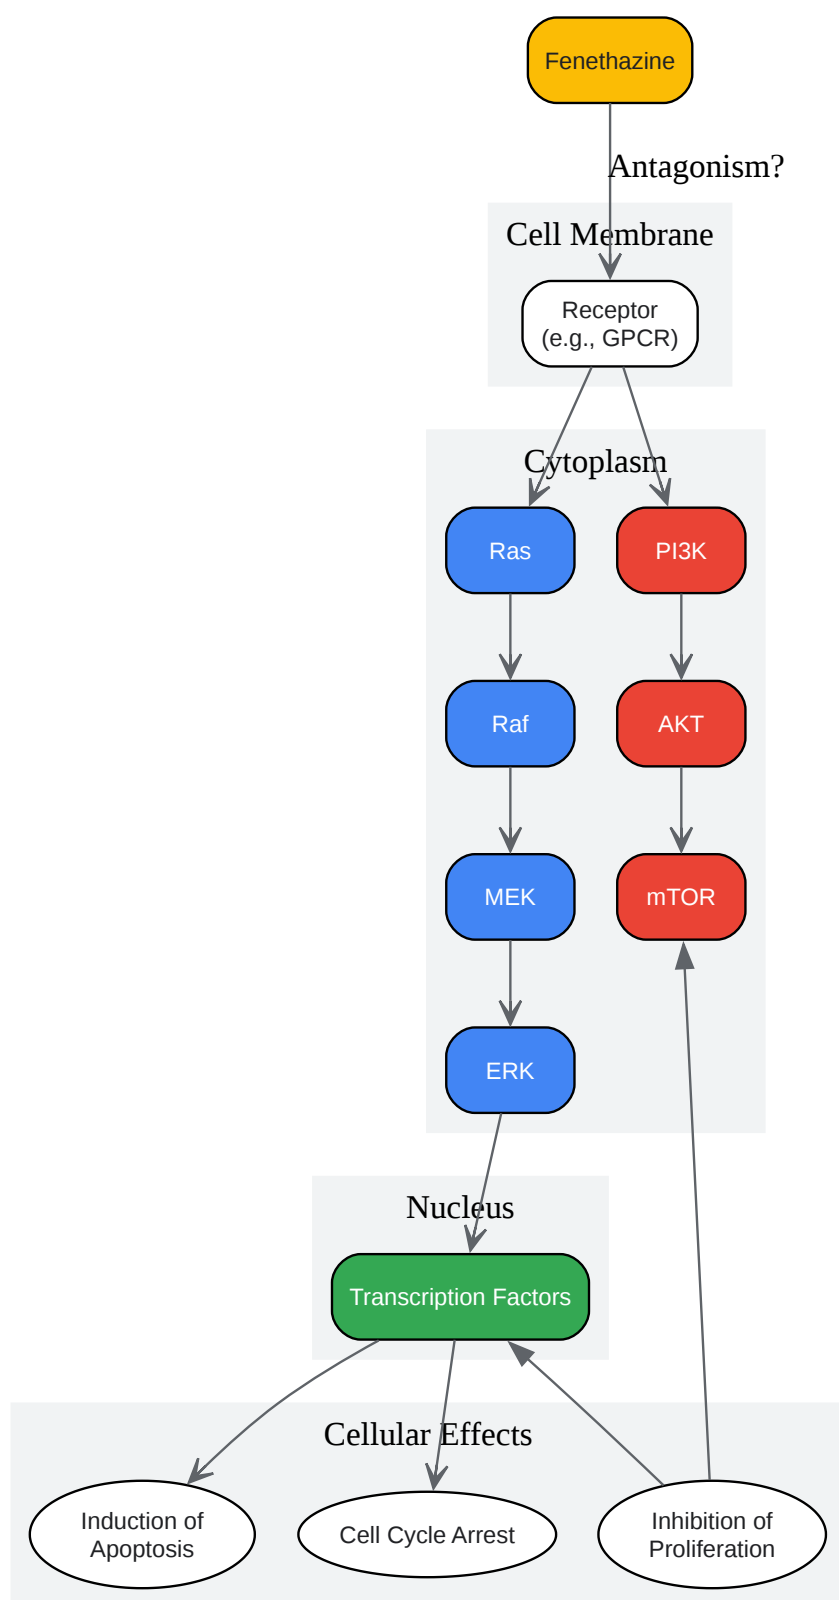 Fenethazine
Antagonism?
Cell Membrane
Receptor
(e.g., GPCR)
Cytoplasm
Ras
PI3K
Raf
AKT
MEK
mTOR
ERK
Nucleus
Transcription Factors
Cellular Effects
Induction of
Apoptosis
Cell Cycle Arrest
Inhibition of
Proliferation